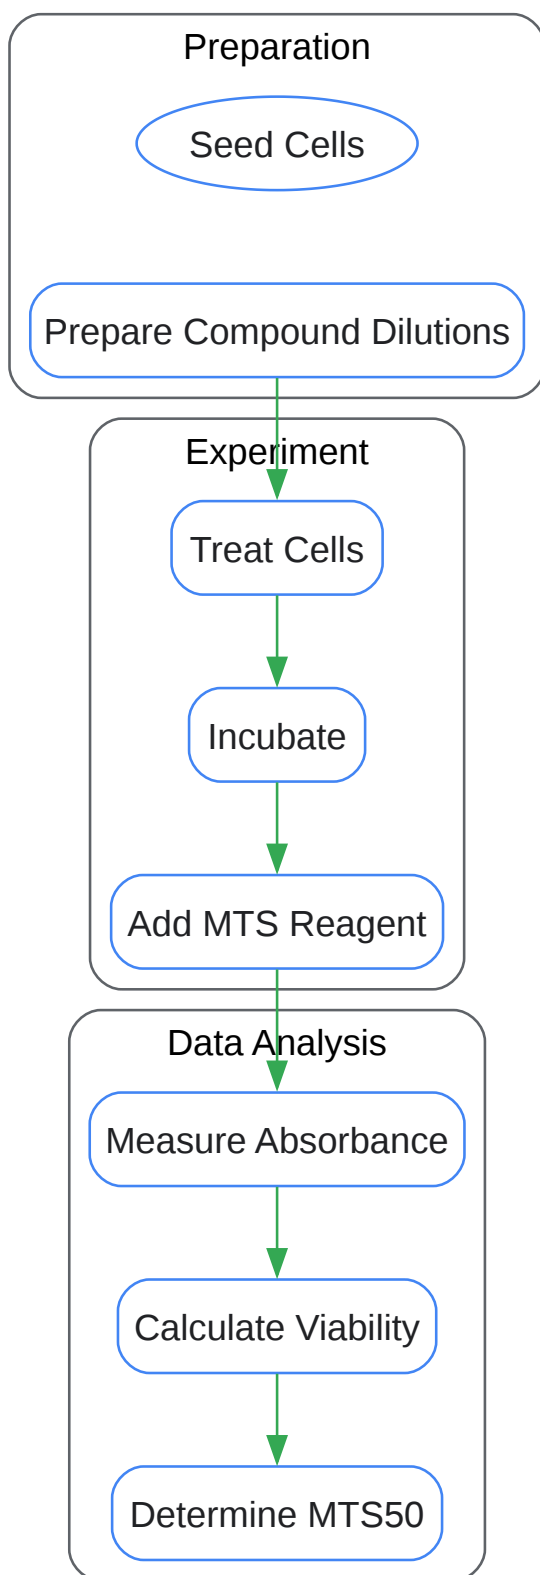 Preparation
Seed Cells
Prepare Compound Dilutions
Experiment
Treat Cells
Incubate
Add MTS Reagent
Data Analysis
Measure Absorbance
Calculate Viability
Determine MTS50